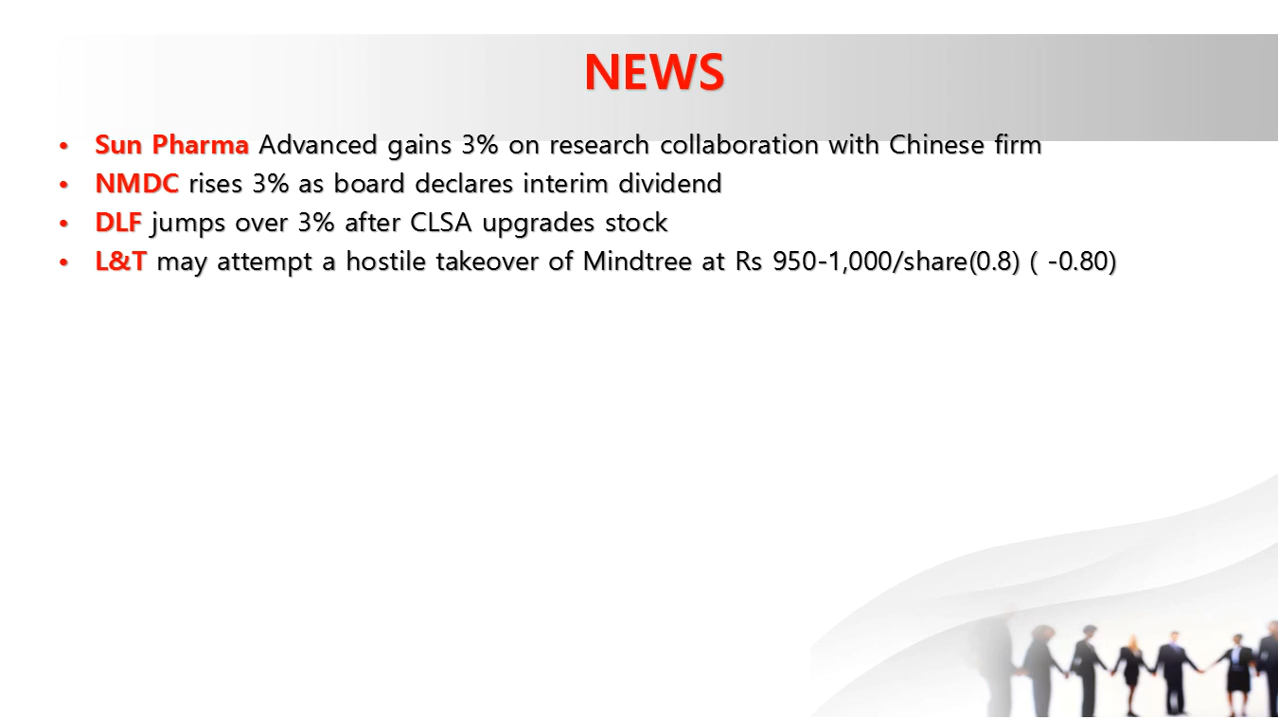 NEWS
• Sun Pharma Advanced gains 3% on research collaboration with Chinese firm
• NMDC rises 3% as board declares interim dividend
• DLF jumps over 3% after CLSA upgrades stock
• L&T may attempt a hostile takeover of Mindtree at Rs 950-1,000/share(0.8) ( -0.80)